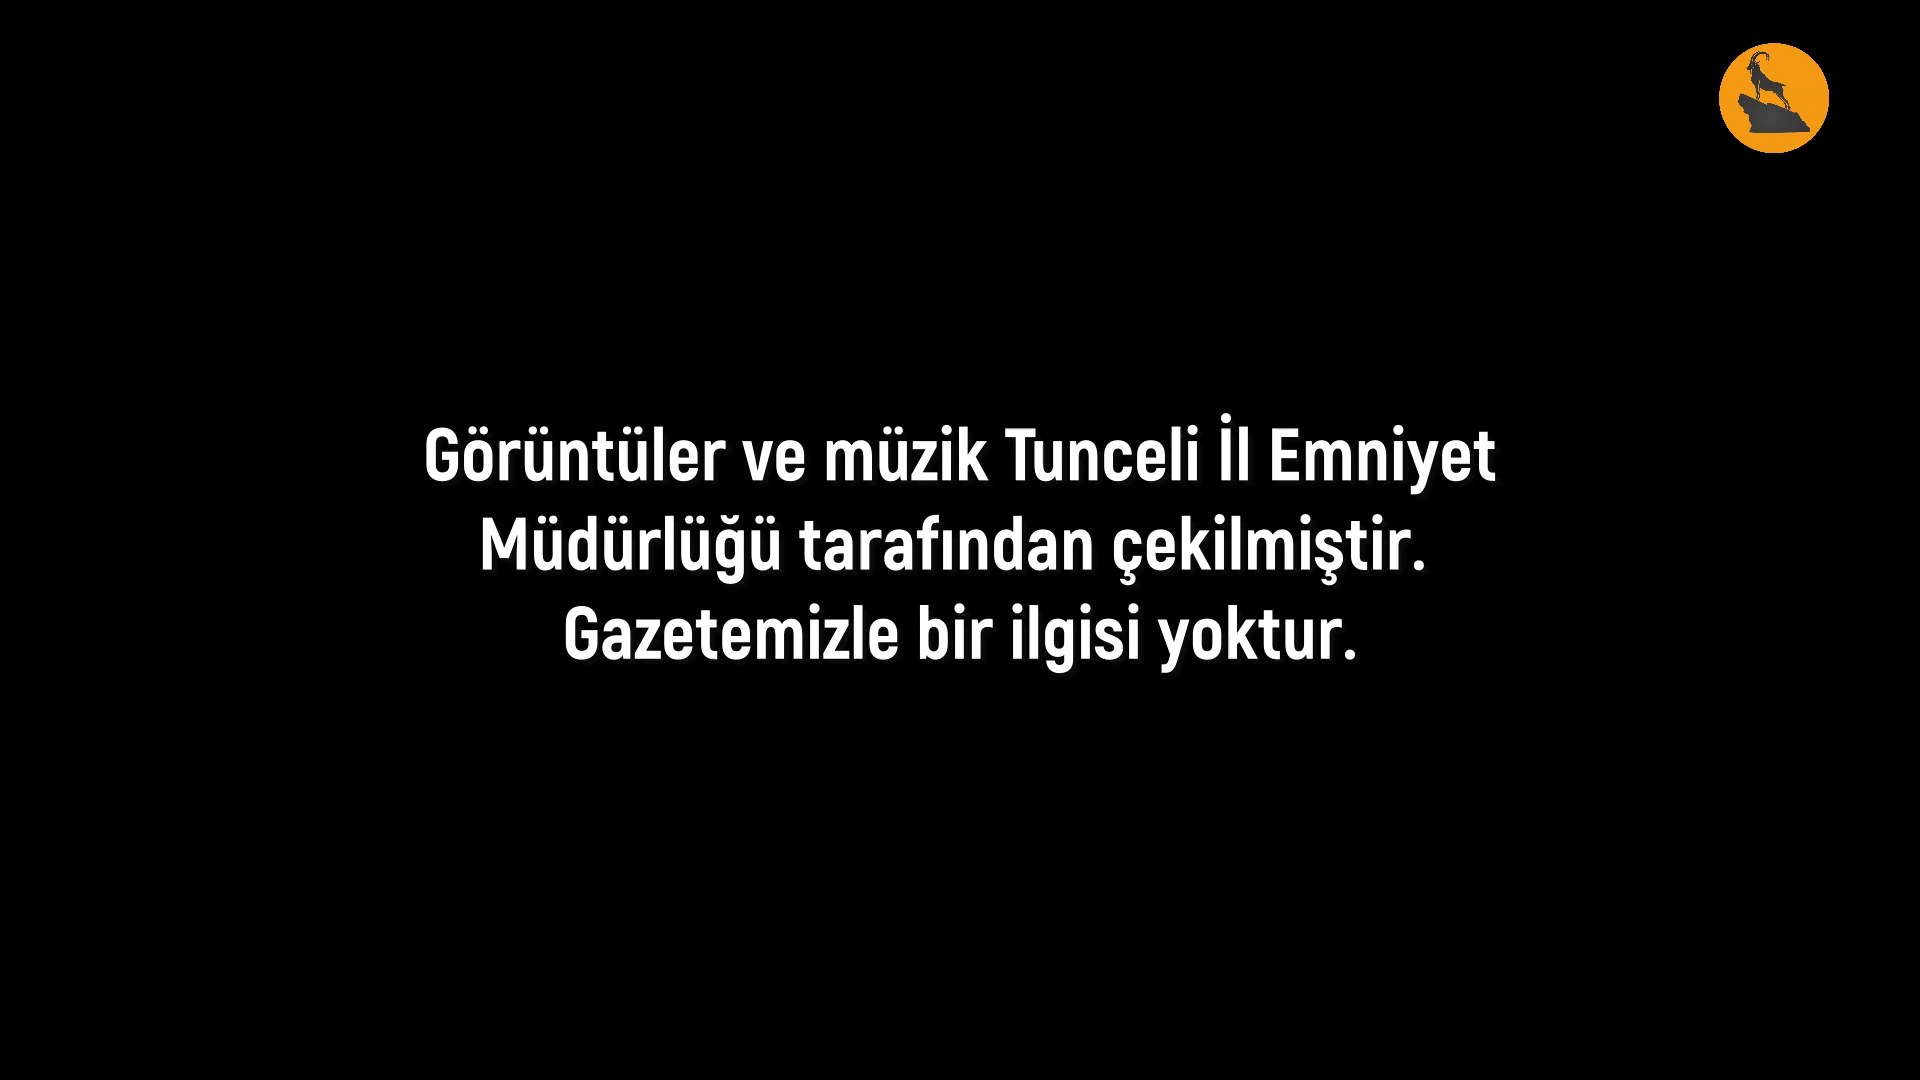 Görüntüler ve müzik Tunceli İl Emniyet
Müdürlüğü tarafından çekilmiştir.
Gazetemizle bir ilgisi yoktur.